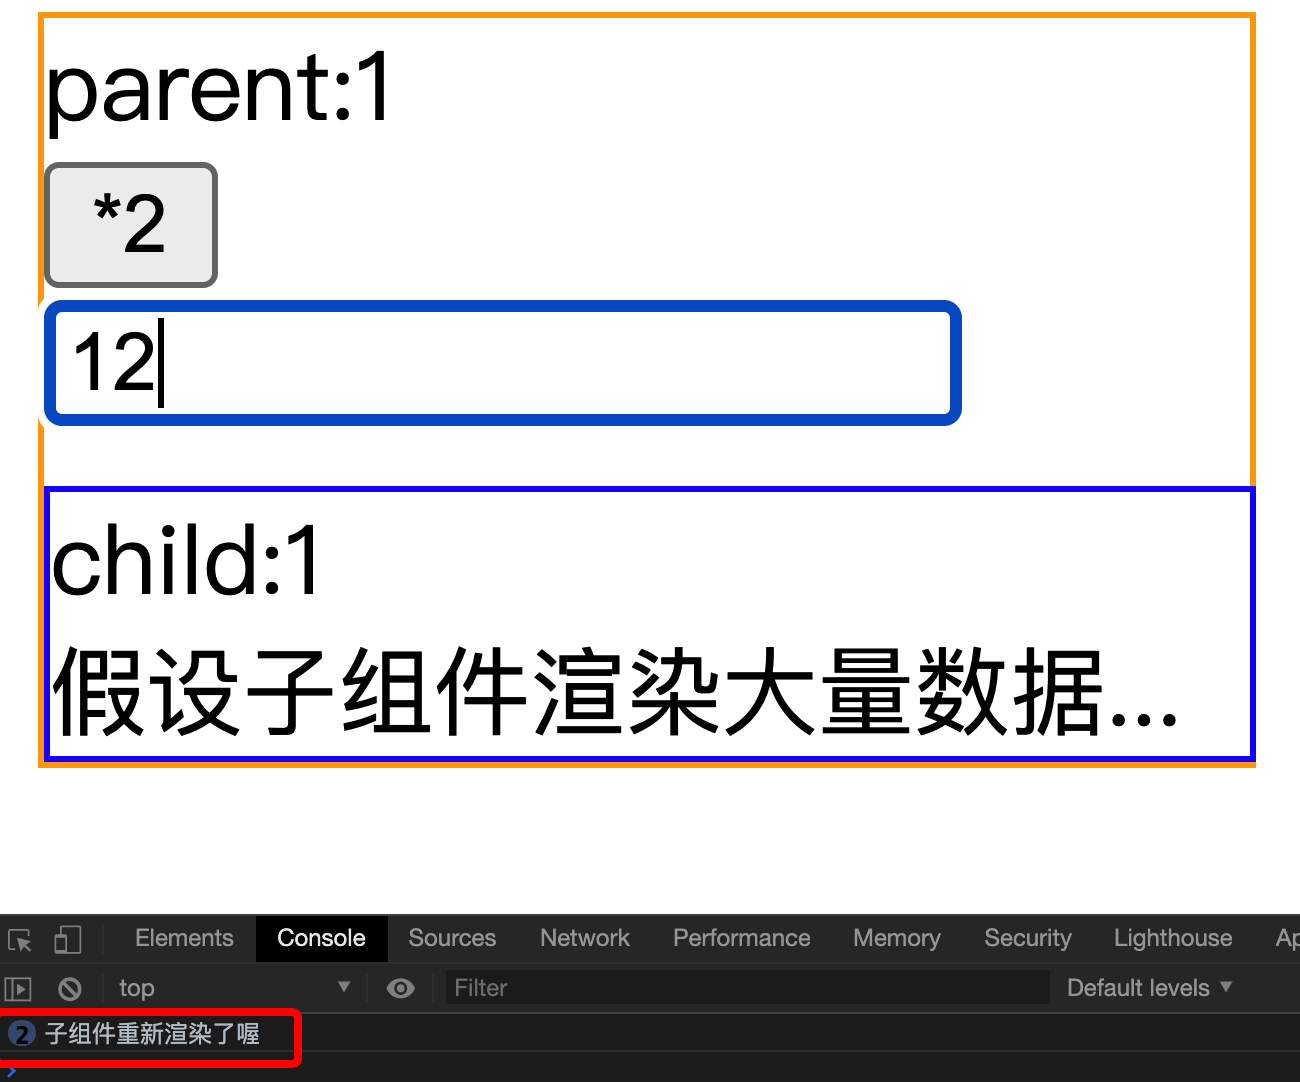 parent:1
*2
12
child:1
假设子组件渲染大量数据...
Elements Console Sources Network Performance Memory Security Lighthouse Ap
top Filter Default levels
2 子组件重新渲染了喔